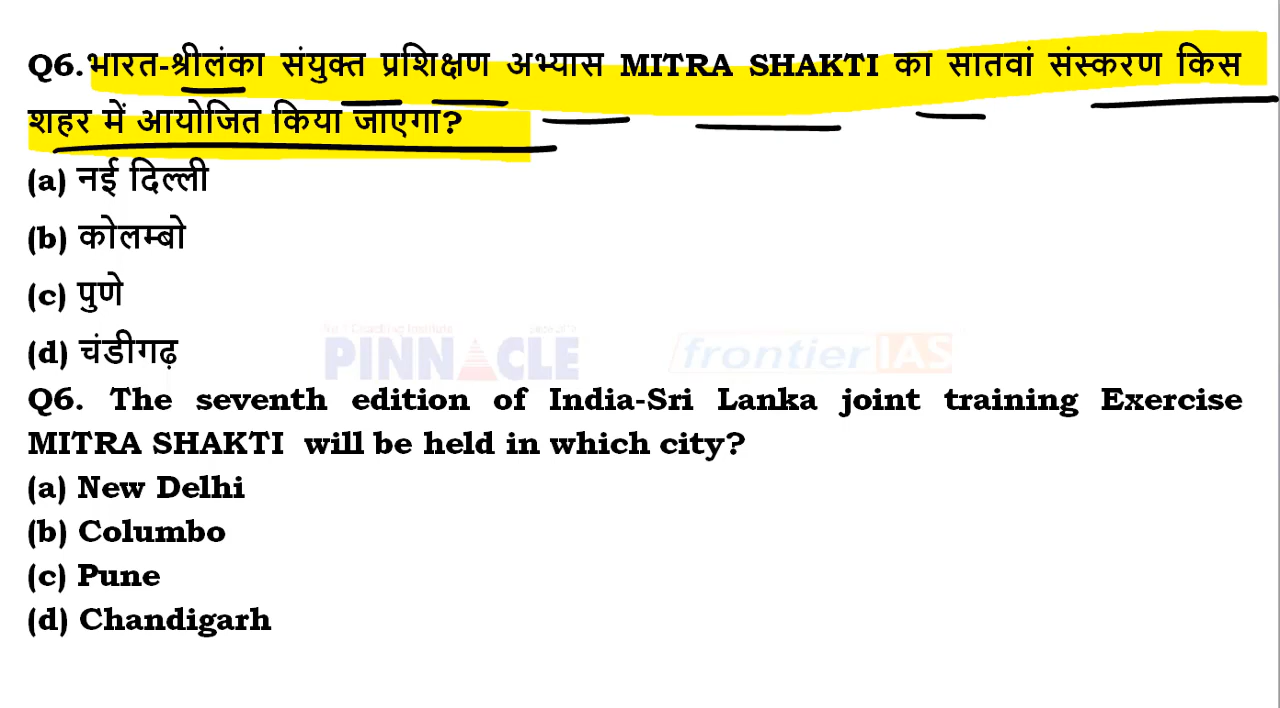 Q6.भारत-श्रीलंका संयुक्त प्रशिक्षण अभ्यास MITRA SHAKTI का सातवां संस्करण किस
शहर में आयोजित किया जाएगा?
(a) नई दिल्ली
(b) कोलम्बो
(c) पुणे
(d) चंडीगढ़
PINNACLE frontier IAS
Q6. The seventh edition of India-Sri Lanka joint training Exercise
MITRA SHAKTI will be held in which city?
(a) New Delhi
(b) Columbo
(c) Pune
(d) Chandigarh